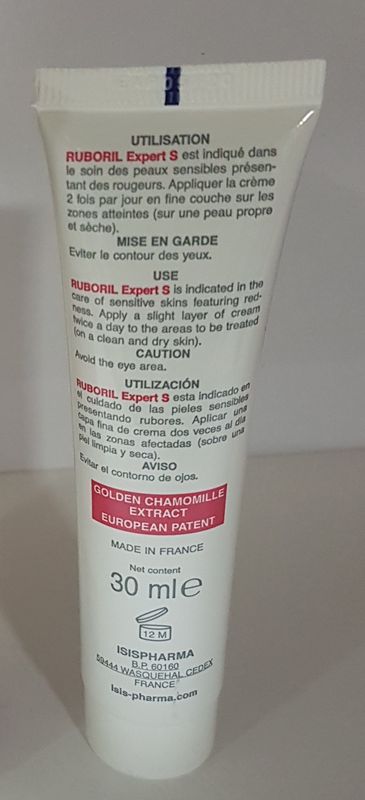 UTILISATION
RUBORIL Expert S est indiqué dans
le soin des peaux sensibles présen-
tant des rougeurs. Appliquer la crème
2 fois par jour en fine couche sur les
zones atteintes (sur une peau propre
et sèche).
MISE EN GARDE
Eviter le contour des yeux.
USE
RUBORIL Expert S is indicated in the
care of sensitive skins featuring red-
ness. Apply a slight layer of cream
twice a day to the areas to be treated
(on a clean and dry skin).
CAUTION
Avoid the eye area.
UTILIZACIÓN
RUBORIL Expert S esta indicado en
el cuidado de las pieles sensibles
presentando rubores. Aplicar una
capa fina de crema dos veces al día
en las zonas afectadas (sobre una
piel limpia y seca).
AVISO
Evitar el contorno de ojos.
GOLDEN CHAMOMILLE
EXTRACT
EUROPEAN PATENT
MADE IN FRANCE
Net content
30 ml e
12 M
ISISPHARMA
B.P. 60160
59444 WASQUEHAL CEDEX
FRANCE
isis-pharma.com